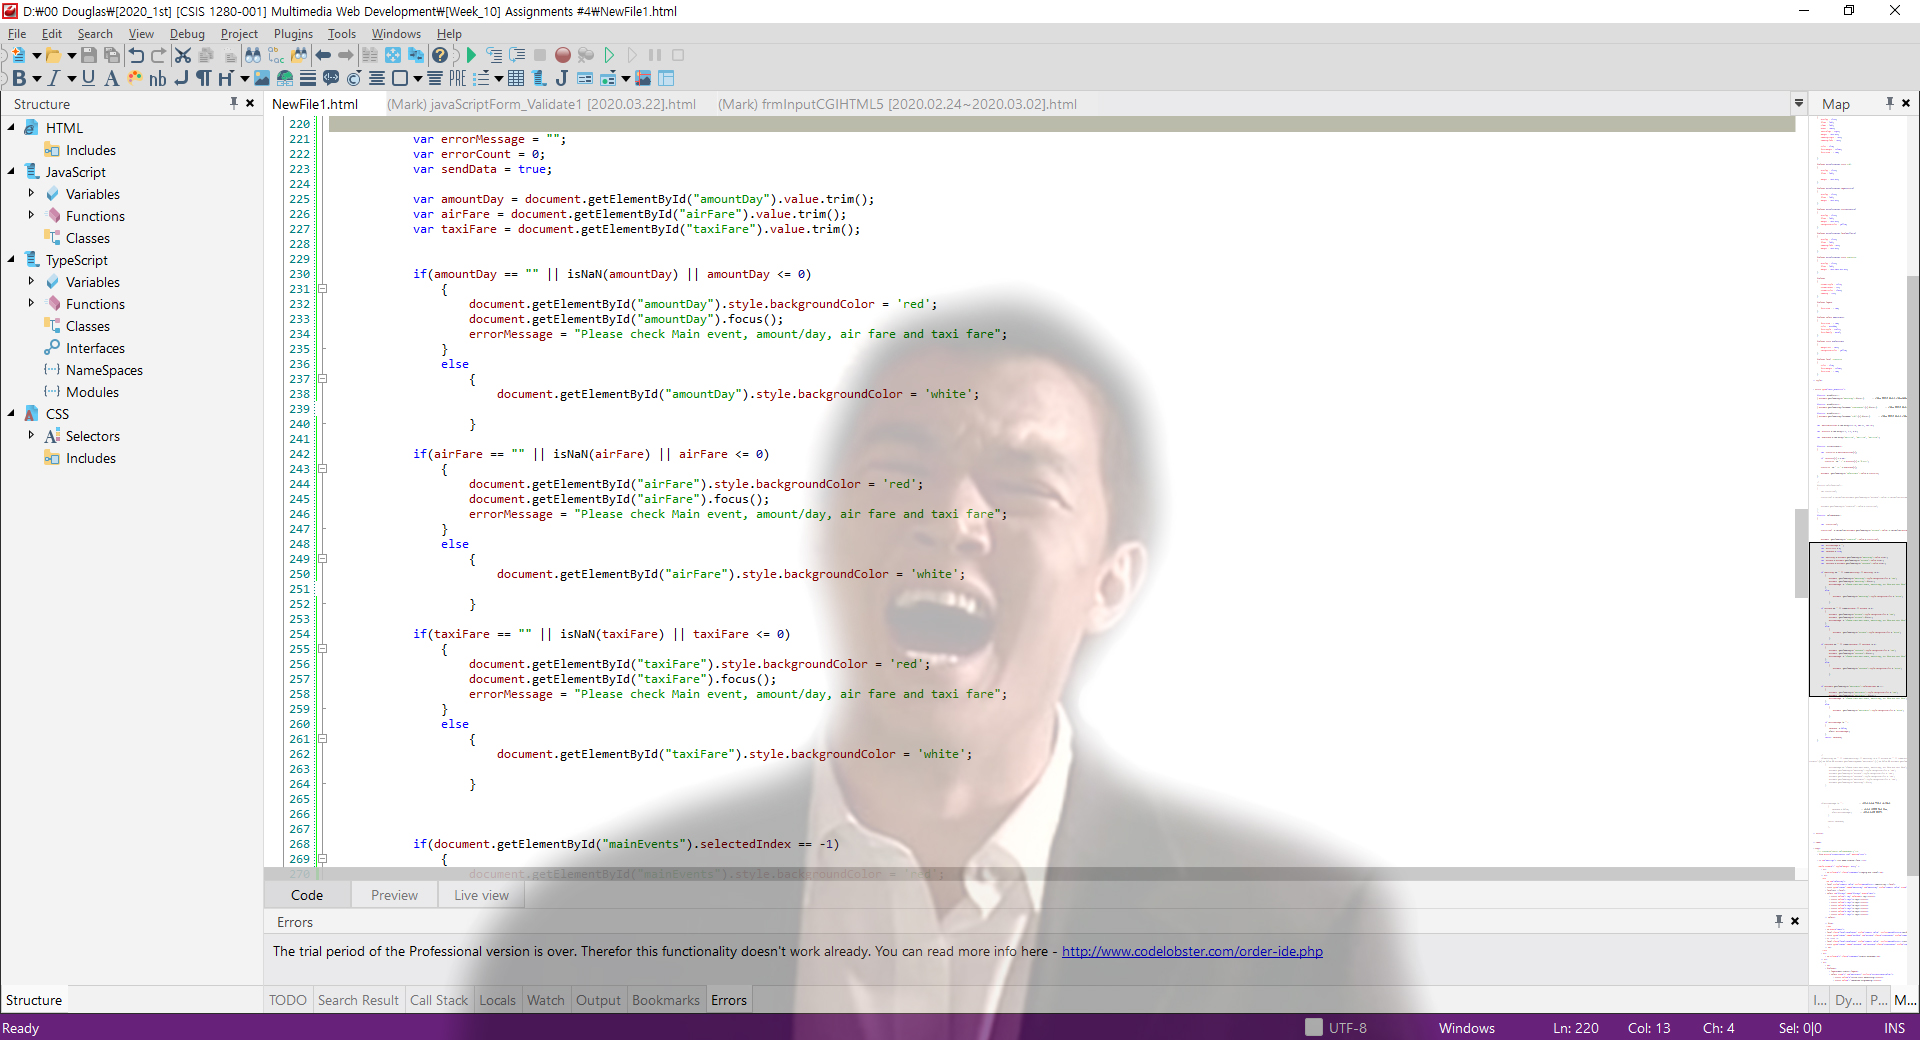 D:₩00 Douglas₩[2020_1st] [CSIS 1280-001] Multimedia Web Development₩[Week_10] Assignments #4₩NewFile1.html
File Edit Search View Debug Project Plugins Tools Windows Help
B I U A nb ¶ H PRE J
Structure
NewFile1.html (Mark) javaScriptForm_Validate1 [2020.03.22].html (Mark) frmInputCGIHTML5 [2020.02.24~2020.03.02].html
Map
HTML
Includes
JavaScript
Variables
Functions
Classes
TypeScript
Variables
Functions
Classes
Interfaces
NameSpaces
Modules
CSS
Selectors
Includes
220
221 var errorMessage = "";
222 var errorCount = 0;
223 var sendData = true;
224
225 var amountDay = document.getElementById("amountDay").value.trim();
226 var airFare = document.getElementById("airFare").value.trim();
227 var taxiFare = document.getElementById("taxiFare").value.trim();
228
229
230 if(amountDay == "" || isNaN(amountDay) || amountDay <= 0)
231 {
232 document.getElementById("amountDay").style.backgroundColor = 'red';
233 document.getElementById("amountDay").focus();
234 errorMessage = "Please check Main event, amount/day, air fare and taxi fare";
235 }
236 else
237 {
238 document.getElementById("amountDay").style.backgroundColor = 'white';
239
240 }
241
242 if(airFare == "" || isNaN(airFare) || airFare <= 0)
243 {
244 document.getElementById("airFare").style.backgroundColor = 'red';
245 document.getElementById("airFare").focus();
246 errorMessage = "Please check Main event, amount/day, air fare and taxi fare";
247 }
248 else
249 {
250 document.getElementById("airFare").style.backgroundColor = 'white';
251
252 }
253
254 if(taxiFare == "" || isNaN(taxiFare) || taxiFare <= 0)
255 {
256 document.getElementById("taxiFare").style.backgroundColor = 'red';
257 document.getElementById("taxiFare").focus();
258 errorMessage = "Please check Main event, amount/day, air fare and taxi fare";
259 }
260 else
261 {
262 document.getElementById("taxiFare").style.backgroundColor = 'white';
263
264 }
265
266
267
268 if(document.getElementById("mainEvents").selectedIndex == -1)
269 {
270 document.getElementById("mainEvents").style.backgroundColor = 'red';
Code Preview Live view
Errors
The trial period of the Professional version is over. Therefor this functionality doesn't work already. You can read more info here - http://www.codelobster.com/order-ide.php
Structure
TODO Search Result Call Stack Locals Watch Output Bookmarks Errors
I... Dy... P... M...
Ready
UTF-8 Windows Ln: 220 Col: 13 Ch: 4 Sel: 0|0 INS